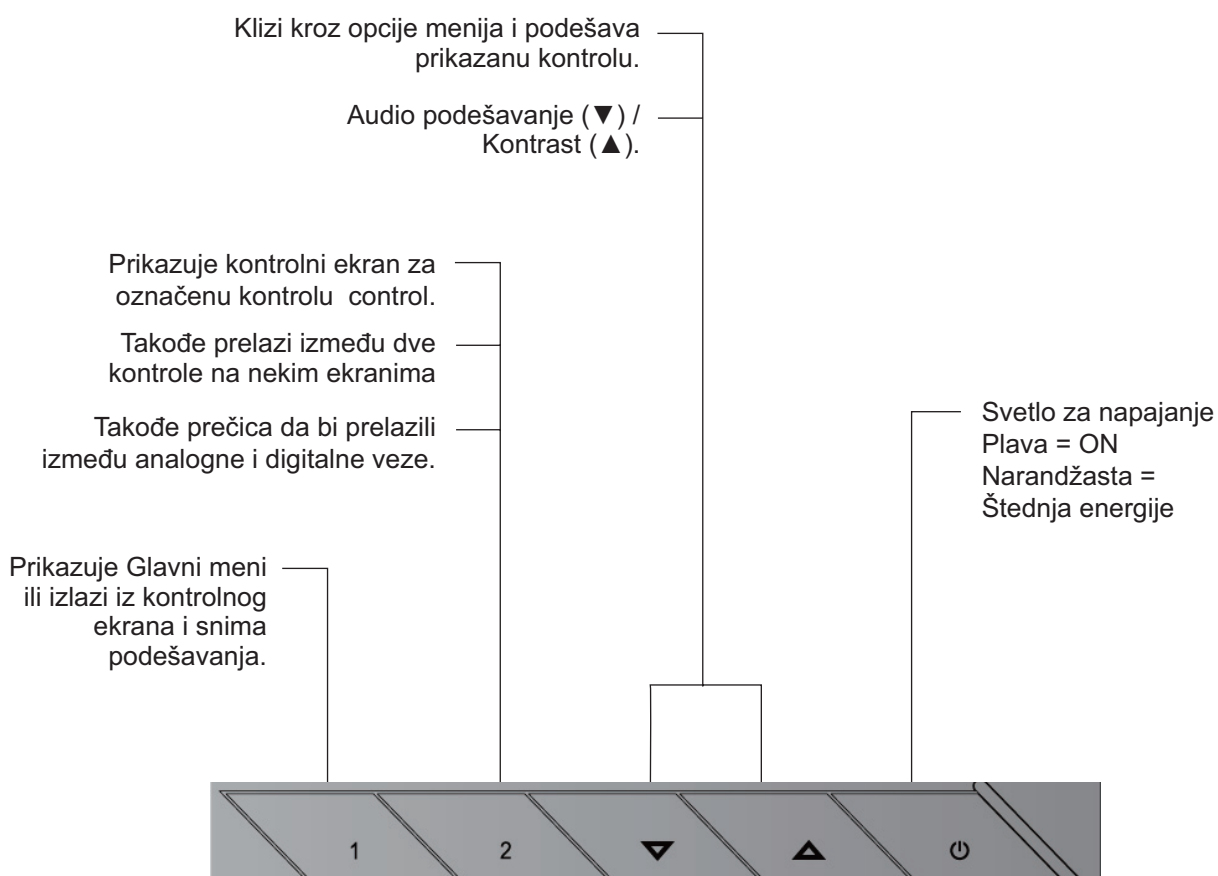 Klizi kroz opcije menija i podešava
prikazanu kontrolu.
Audio podešavanje (▼) /
Kontrast (▲).
Prikazuje kontrolni ekran za
označenu kontrolu  control.
Takođe prelazi između dve
kontrole na nekim ekranima
Takođe prečica da bi prelazili
između analogne i digitalne veze.
Svetlo za napajanje
Plava = ON
Narandžasta =
Štednja energije
Prikazuje Glavni meni
ili izlazi iz kontrolnog
ekrana i snima
podešavanja.
1 2 ▼ ▲ ⏻